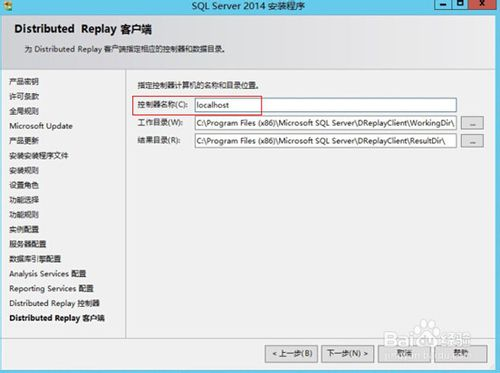 SQL Server 2014 安装程序
Distributed Replay 客户端
为 Distributed Replay 客户端指定相应的控制器和数据目录。
产品密钥
许可条款
全局规则
Microsoft Update
产品更新
安装安装程序文件
安装规则
设置角色
功能选择
功能规则
实例配置
服务器配置
数据库引擎配置
Analysis Services 配置
Reporting Services 配置
Distributed Replay 控制器
Distributed Replay 客户端
指定控制器计算机的名称和目录位置。
控制器名称(C): localhost
工作目录(W): C:\Program Files (x86)\Microsoft SQL Server\DReplayClient\WorkingDir\ ...
结果目录(R): C:\Program Files (x86)\Microsoft SQL Server\DReplayClient\ResultDir\ ...
< 上一步(B) 下一步(N) > 取消 帮助
Baidu 经验